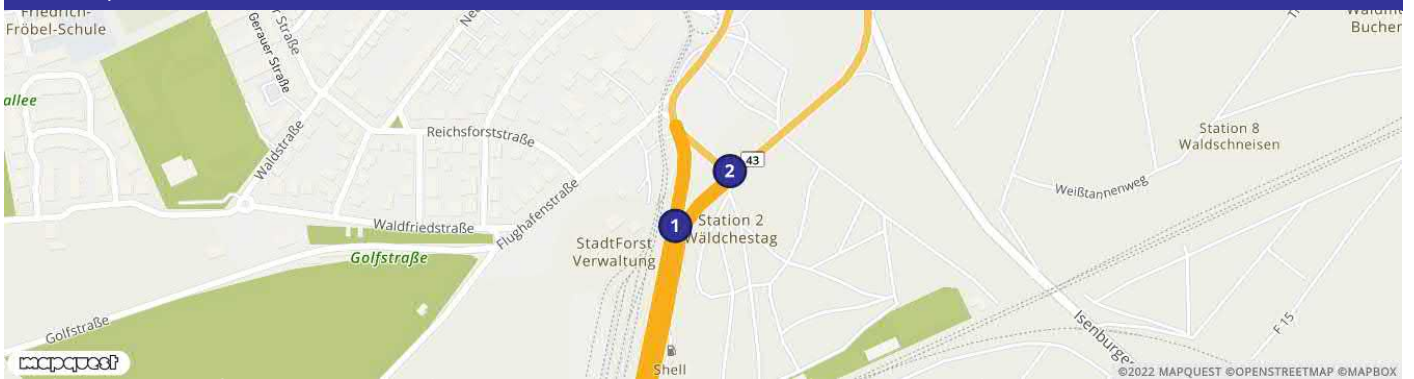 Friedrich-
Fröbel-Schule
Gerauer Straße
Straße
allee
Waldstraße
Reichsforststraße
Flughafenstraße
Waldfriedstraße
Golfstraße
Golfstraße
StadtForst
Verwaltung
1
2
43
Station 2
Wäldchestag
Shell
Bucher
Station 8
Waldschneisen
Weißtannenweg
Isenburger
F 15
mapquest
©2022 MAPQUEST ©OPENSTREETMAP ©MAPBOX